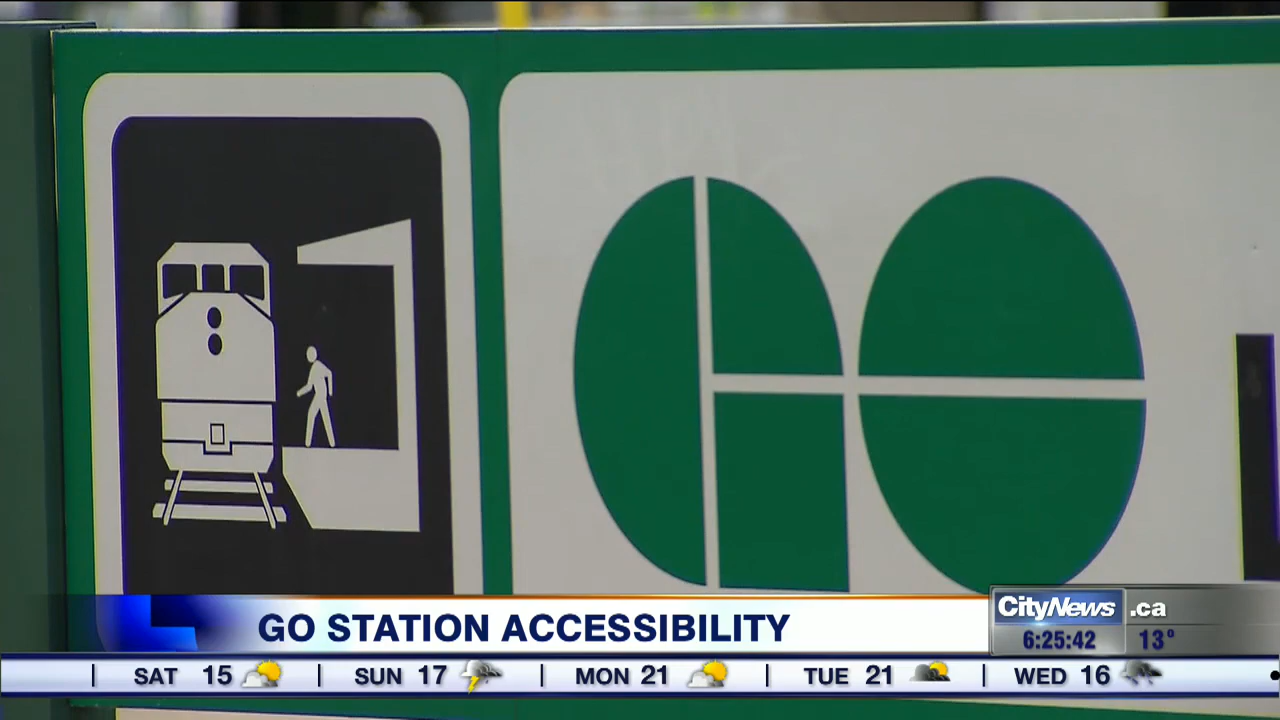 GO
GO STATION ACCESSIBILITY
CityNews .ca
6:25:42 13°
SAT 15 SUN 17 MON 21 TUE 21 WED 16